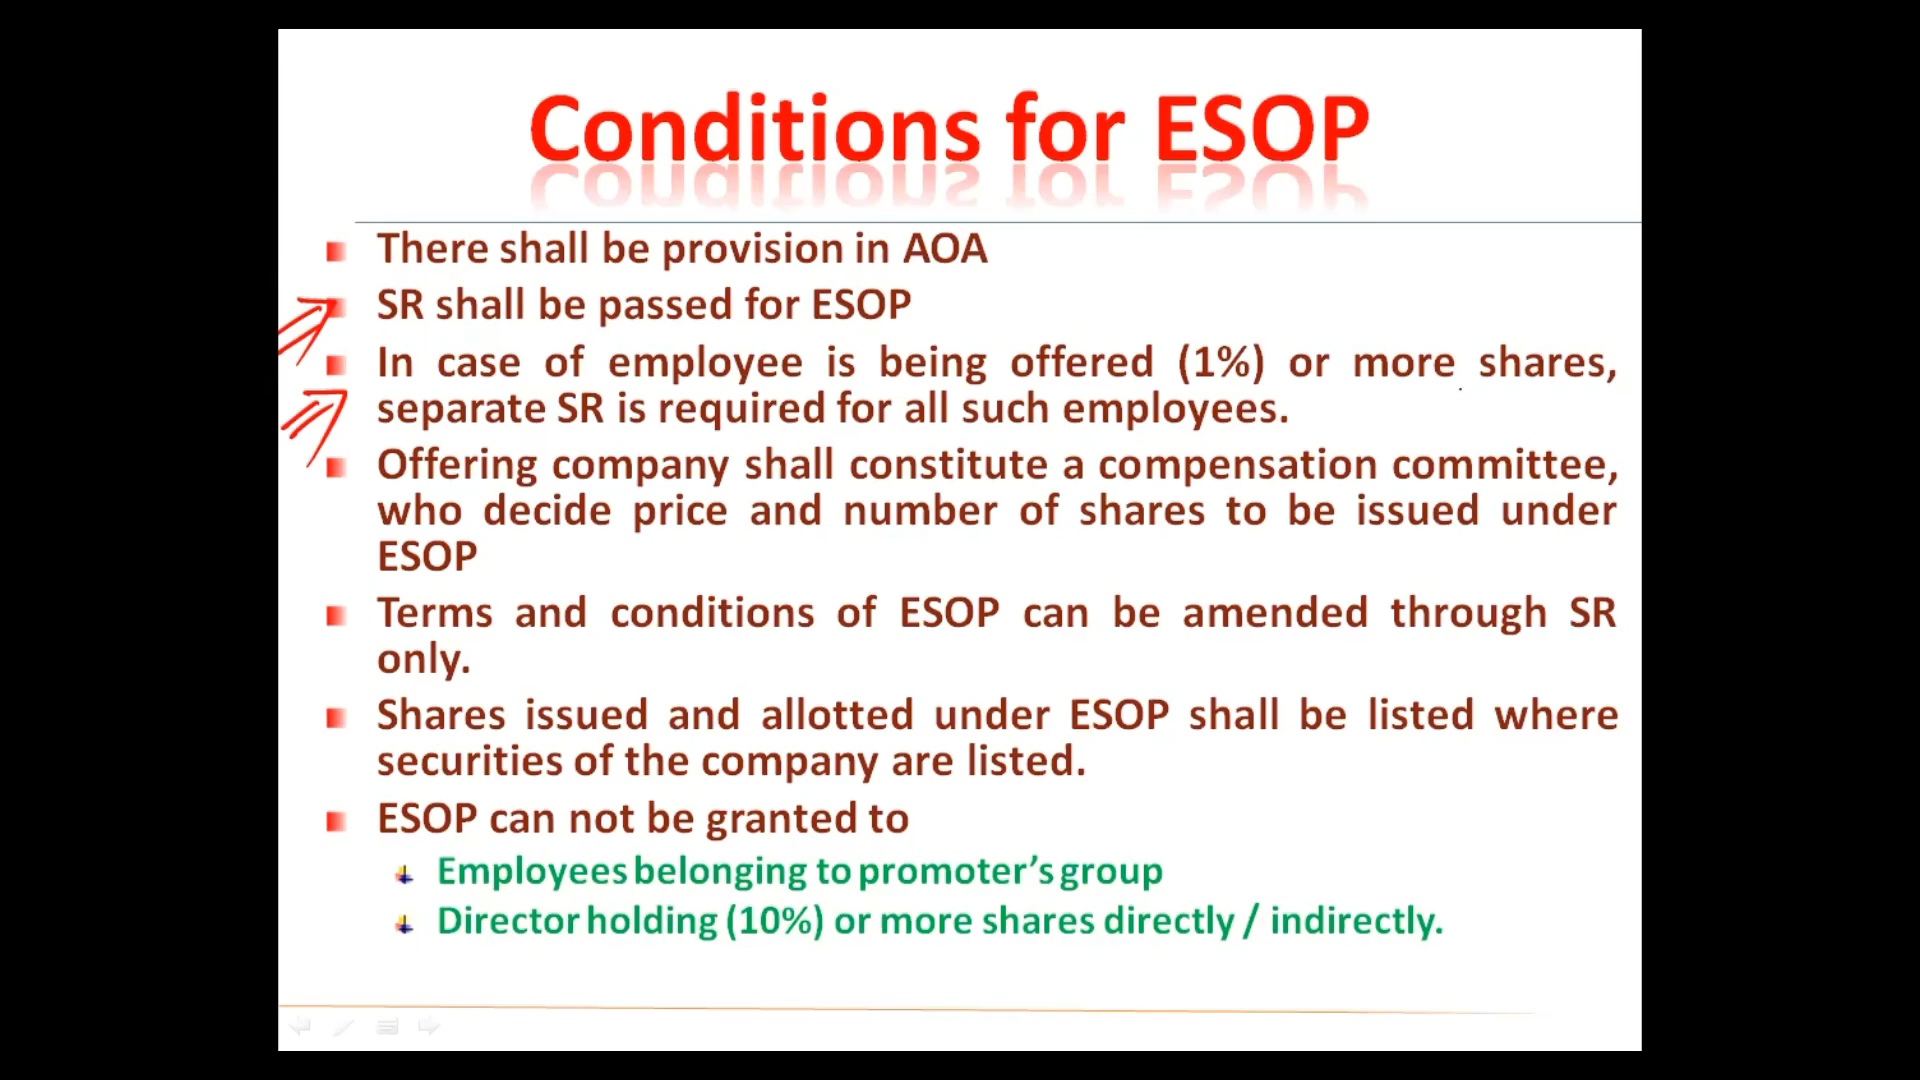 Conditions for ESOP
There shall be provision in AOA
SR shall be passed for ESOP
In case of employee is being offered (1%) or more shares,
separate SR is required for all such employees.
Offering company shall constitute a compensation committee,
who decide price and number of shares to be issued under
ESOP
Terms and conditions of ESOP can be amended through SR
only.
Shares issued and allotted under ESOP shall be listed where
securities of the company are listed.
ESOP can not be granted to
Employees belonging to promoter’s group
Director holding (10%) or more shares directly / indirectly.